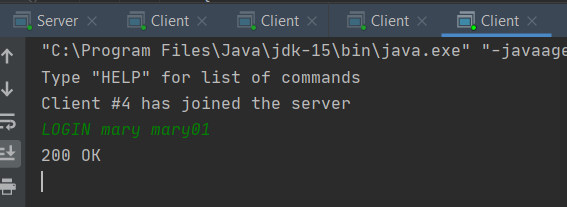 Server Client Client Client Client
"C:\Program Files\Java\jdk-15\bin\java.exe" "-javaage
Type "HELP" for list of commands
Client #4 has joined the server
LOGIN mary mary01
200 OK